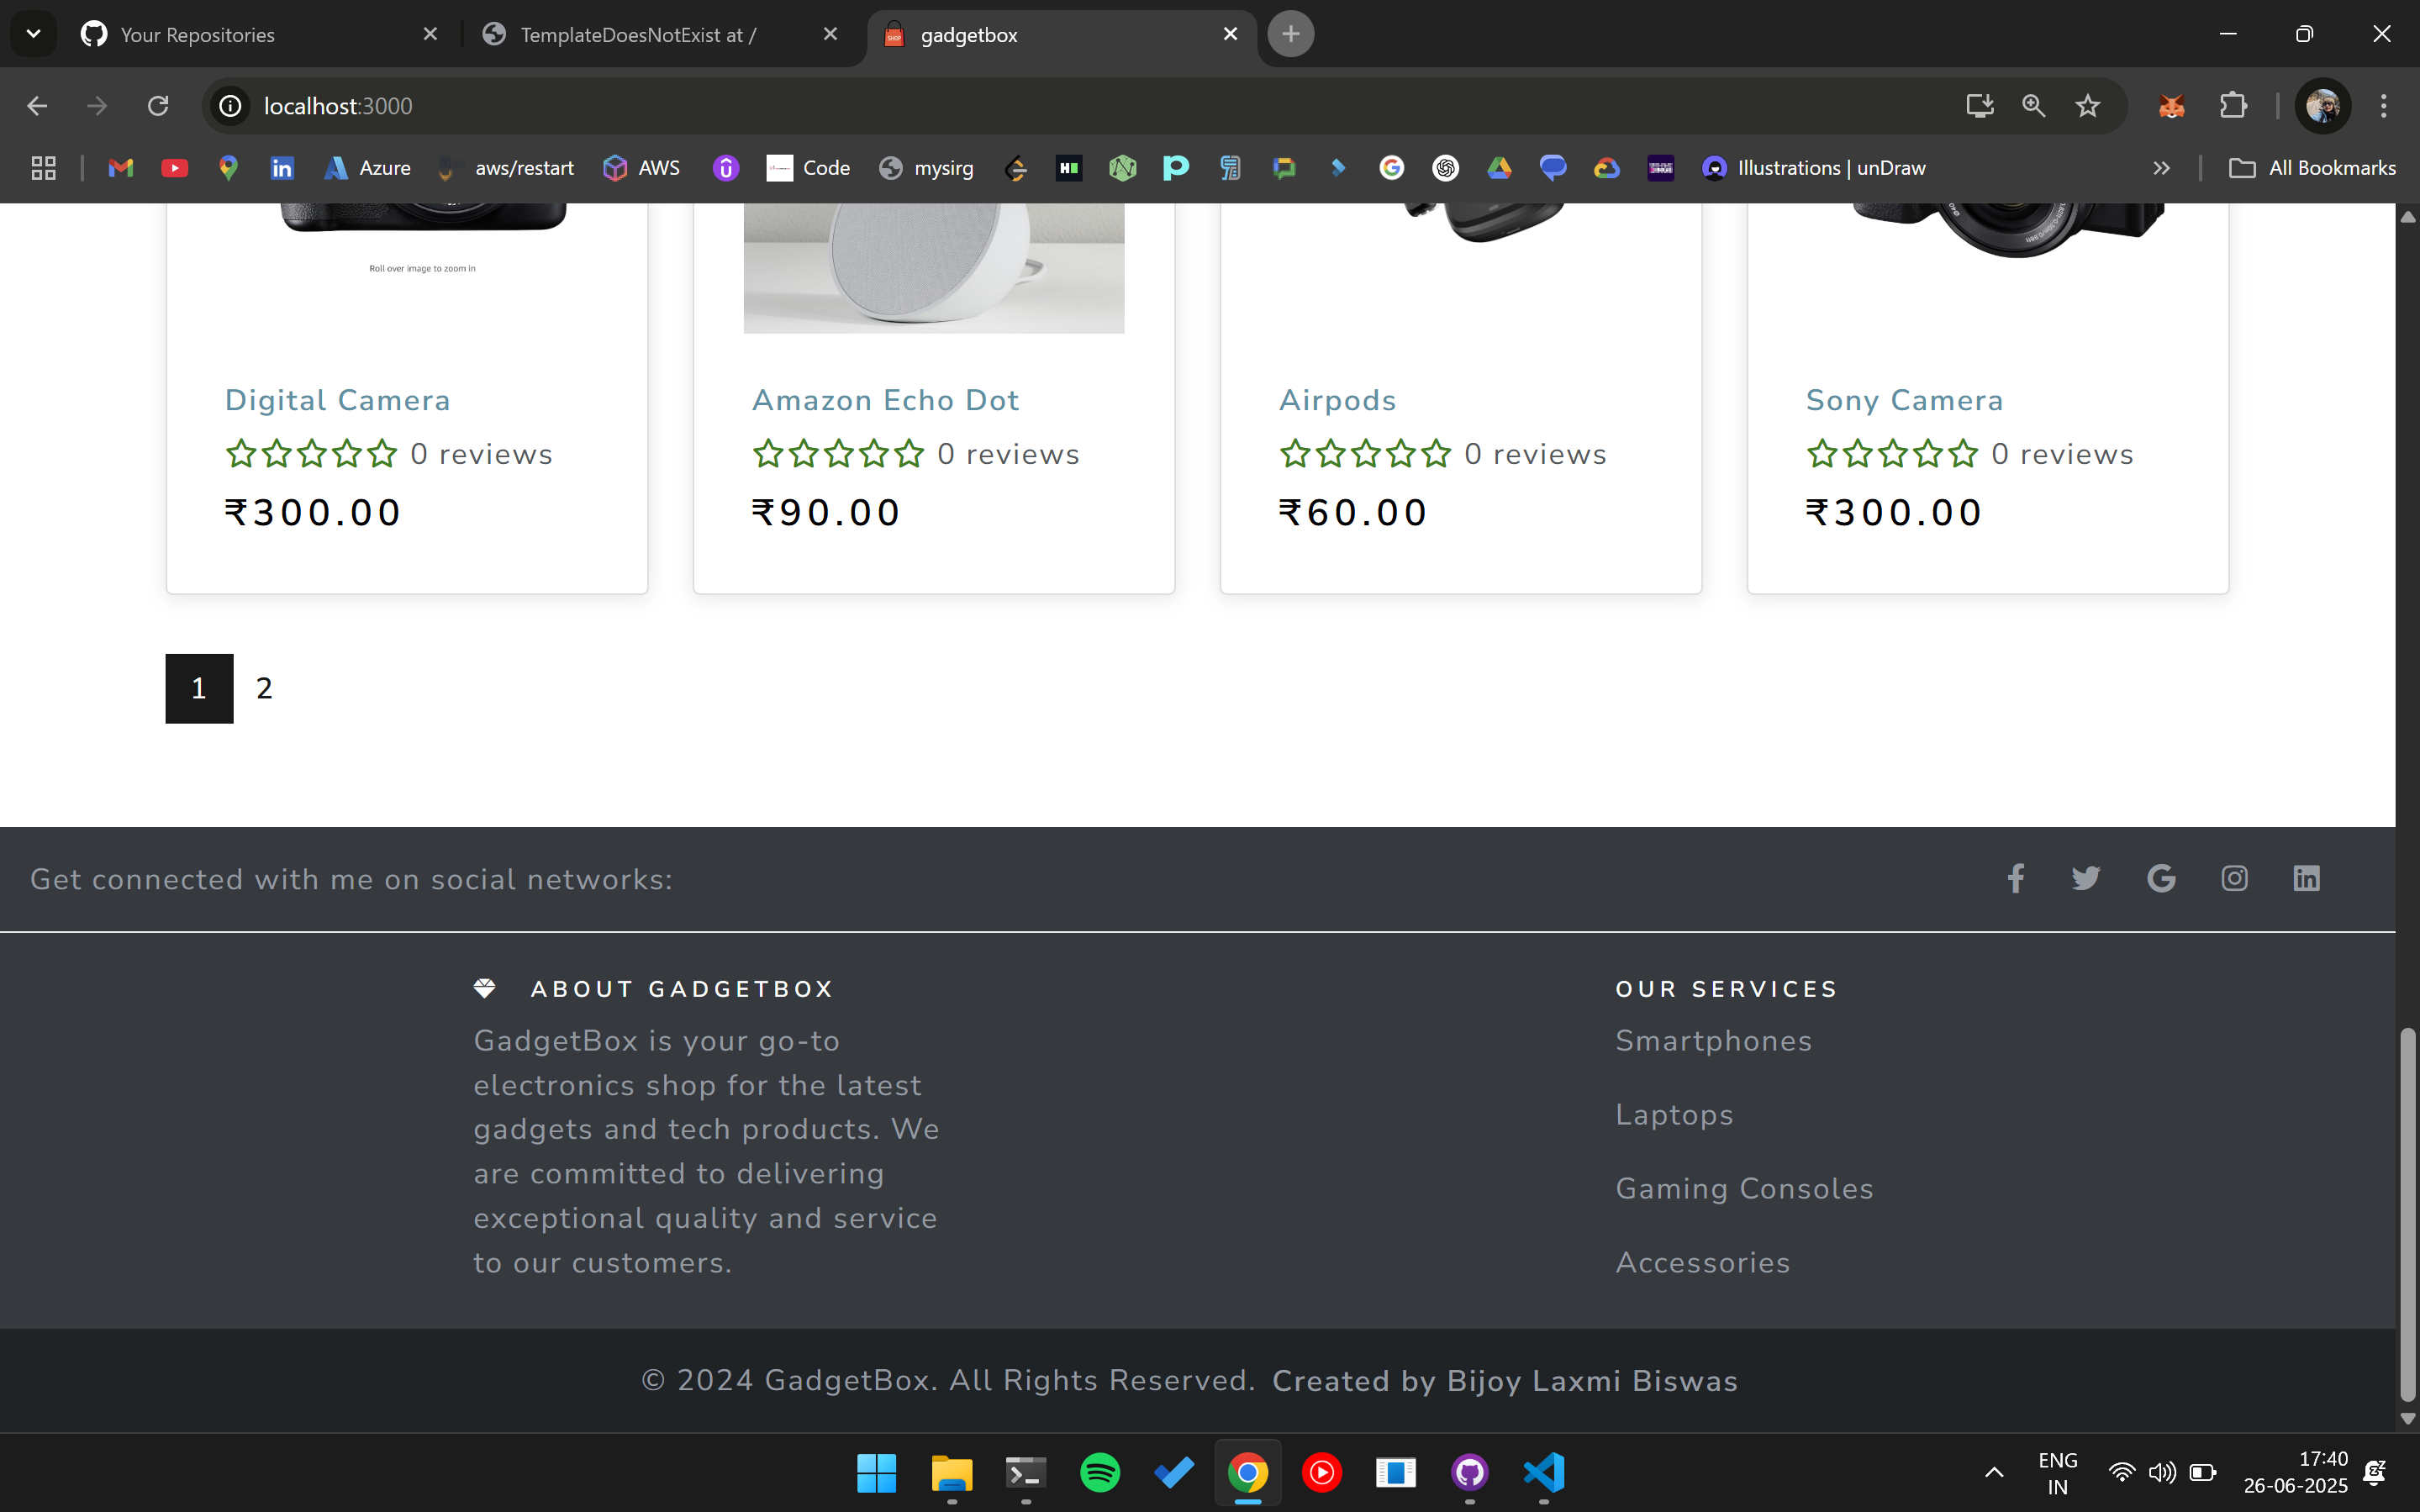 Your Repositories
TemplateDoesNotExist at /
gadgetbox
localhost:3000
Azure
aws/restart
AWS
Code
mysirg
Illustrations | unDraw
All Bookmarks
Roll over image to zoom in
Digital Camera
0 reviews
₹300.00
Amazon Echo Dot
0 reviews
₹90.00
Airpods
0 reviews
₹60.00
Sony Camera
0 reviews
₹300.00
1 2
Get connected with me on social networks:
ABOUT GADGETBOX
GadgetBox is your go-to
electronics shop for the latest
gadgets and tech products. We
are committed to delivering
exceptional quality and service
to our customers.
OUR SERVICES
Smartphones
Laptops
Gaming Consoles
Accessories
© 2024 GadgetBox. All Rights Reserved. Created by Bijoy Laxmi Biswas
ENG
IN
17:40
26-06-2025